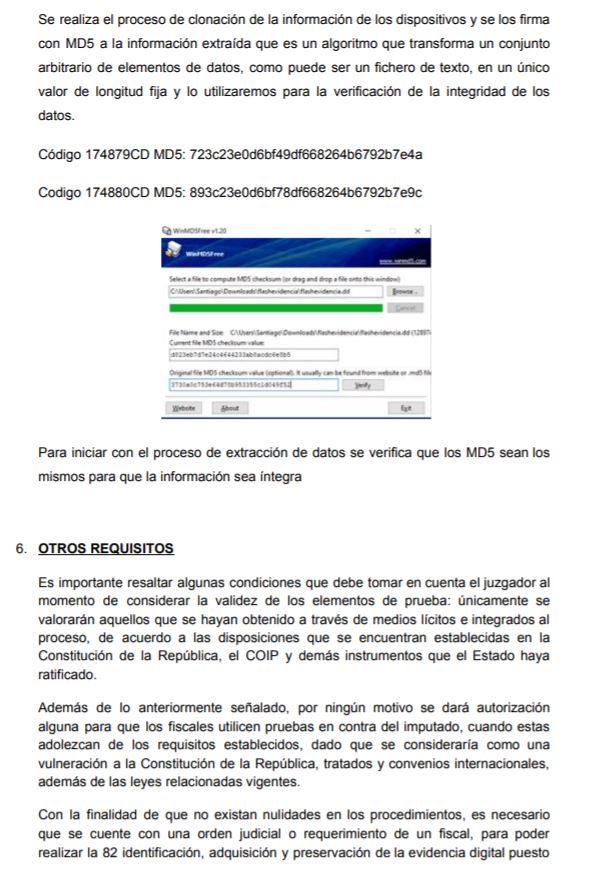 Se realiza el proceso de clonación de la información de los dispositivos y se los firma
con MD5 a la información extraída que es un algoritmo que transforma un conjunto
arbitrario de elementos de datos, como puede ser un fichero de texto, en un único
valor de longitud fija y lo utilizaremos para la verificación de la integridad de los
datos.
Código 174879CD MD5: 723c23e0d6bf49df668264b6792b7e4a
Codigo 174880CD MD5: 893c23e0d6bf78df668264b6792b7e9c
WinMD5Free v1.20
WinMD5Free
www.winmd5.com
Select a file to compute MD5 checksum (or drag and drop a file onto this window)
C:\Users\Santiago\Downloads\flashevidencia\flashevidencia.dd
Browse...
Cancel
File Name and Size: C:\Users\Santiago\Downloads\flashevidencia\flashevidencia.dd
Current file MD5 checksum value:
Original file MD5 checksum value (optional). It usually can be found from website or .md5 file
Verify
Website About Exit
Para iniciar con el proceso de extracción de datos se verifica que los MD5 sean los
mismos para que la información sea íntegra
6. OTROS REQUISITOS
Es importante resaltar algunas condiciones que debe tomar en cuenta el juzgador al
momento de considerar la validez de los elementos de prueba: únicamente se
valorarán aquellos que se hayan obtenido a través de medios lícitos e integrados al
proceso, de acuerdo a las disposiciones que se encuentran establecidas en la
Constitución de la República, el COIP y demás instrumentos que el Estado haya
ratificado.
Además de lo anteriormente señalado, por ningún motivo se dará autorización
alguna para que los fiscales utilicen pruebas en contra del imputado, cuando estas
adolezcan de los requisitos establecidos, dado que se consideraría como una
vulneración a la Constitución de la República, tratados y convenios internacionales,
además de las leyes relacionadas vigentes.
Con la finalidad de que no existan nulidades en los procedimientos, es necesario
que se cuente con una orden judicial o requerimiento de un fiscal, para poder
realizar la 82 identificación, adquisición y preservación de la evidencia digital puesto